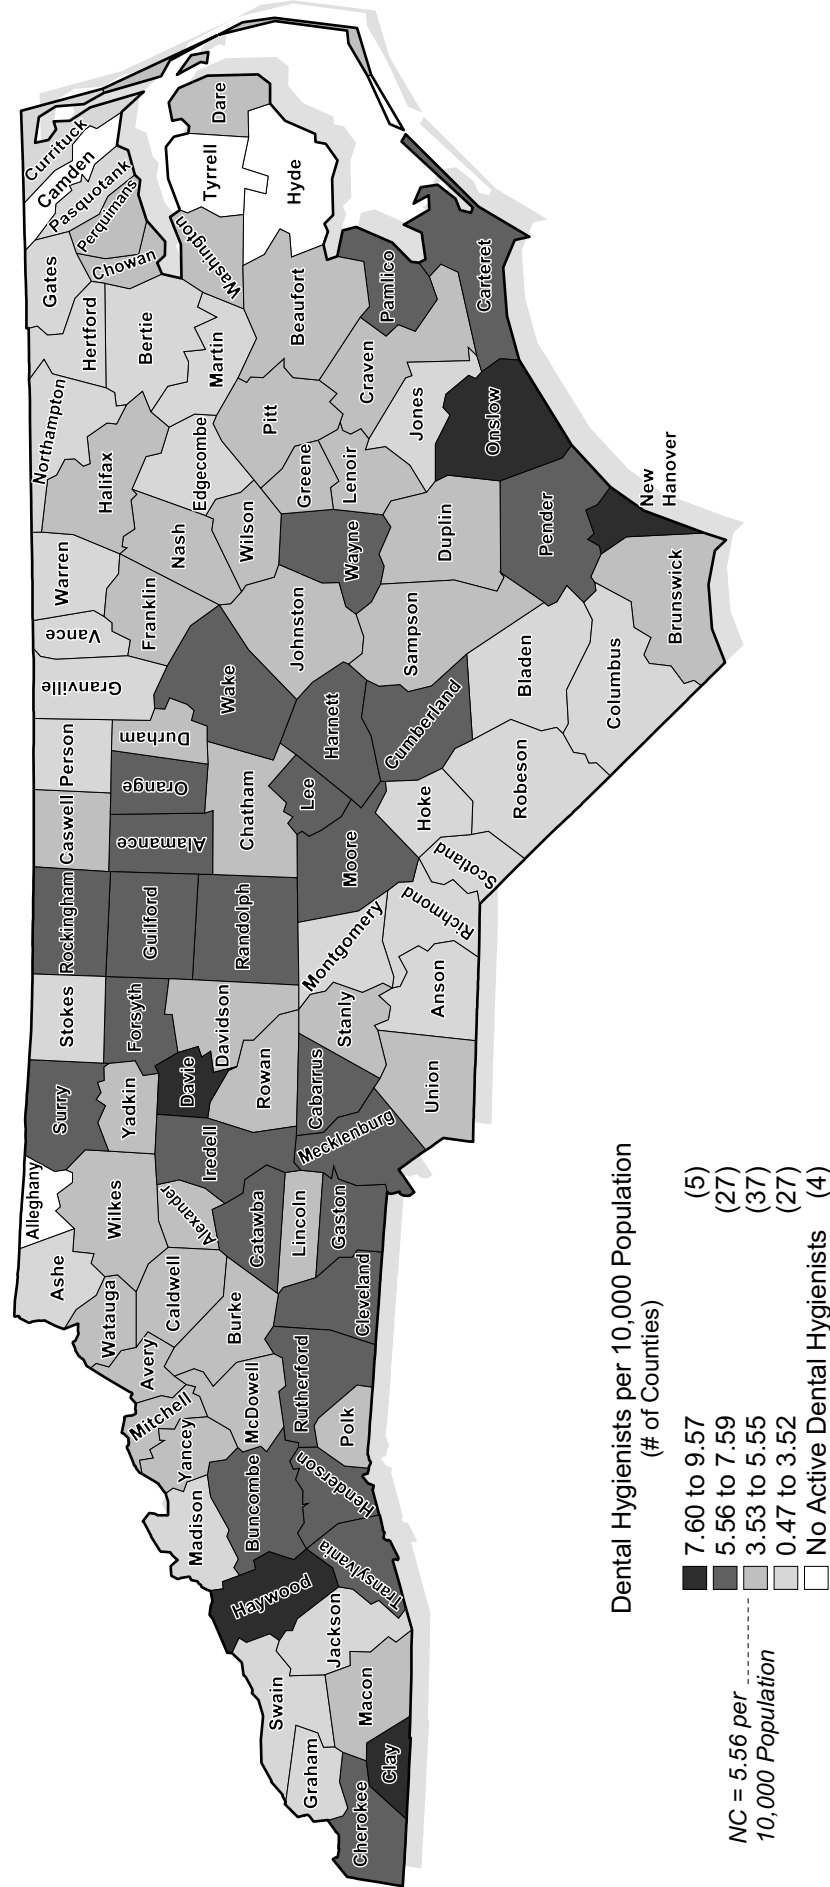 Cherokee
Graham
Clay
Swain
Macon
Jackson
Haywood
Transylvania
Madison
Buncombe
Henderson
Yancey
Mitchell
McDowell
Rutherford
Polk
Avery
Watauga
Caldwell
Burke
Cleveland
Ashe
Alleghany
Wilkes
Alexander
Catawba
Lincoln
Gaston
Surry
Yadkin
Iredell
Mecklenburg
Davie
Rowan
Cabarrus
Union
Stokes
Forsyth
Davidson
Stanly
Anson
Rockingham
Guilford
Randolph
Montgomery
Richmond
Caswell
Alamance
Chatham
Moore
Scotland
Person
Orange
Durham
Lee
Hoke
Robeson
Granville
Vance
Wake
Harnett
Cumberland
Bladen
Columbus
Warren
Franklin
Johnston
Sampson
Brunswick
Nash
Wilson
Wayne
Duplin
Pender
New
Hanover
Northampton
Halifax
Edgecombe
Greene
Lenoir
Jones
Onslow
Hertford
Bertie
Martin
Pitt
Craven
Gates
Chowan
Washington
Beaufort
Pamlico
Carteret
Currituck
Camden
Pasquotank
Perquimans
Tyrrell
Dare
Hyde
Dental Hygienists per 10,000 Population
(# of Counties)
7.60 to 9.57 (5)
5.56 to 7.59 (27)
3.53 to 5.55 (37)
0.47 to 3.52 (27)
No Active Dental Hygienists (4)
NC = 5.56 per
10,000 Population